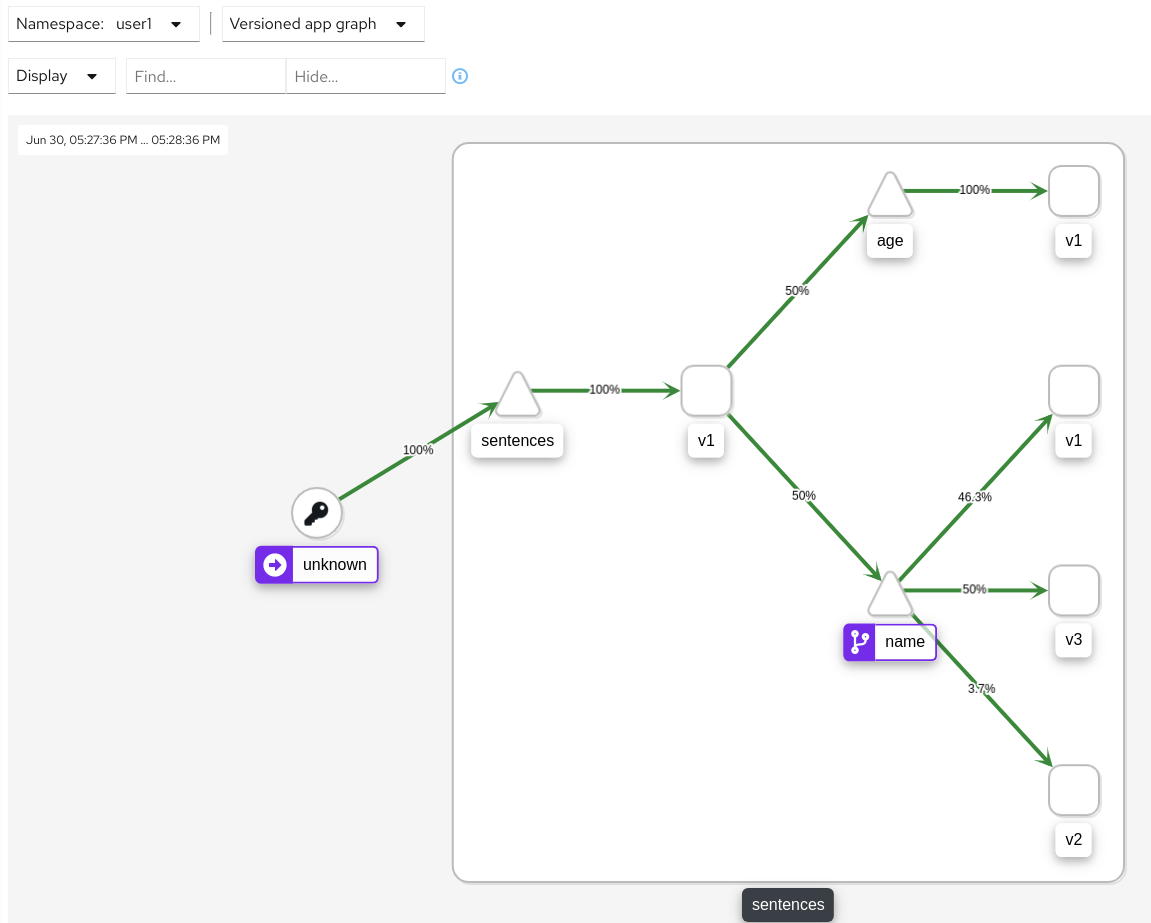 Namespace: user1
Versioned app graph
Display
Find...
Hide...
Jun 30, 05:27:36 PM ... 05:28:36 PM
100%
age
v1
50%
100%
sentences
v1
v1
100%
50%
46.3%
unknown
50%
name
v3
3.7%
v2
sentences